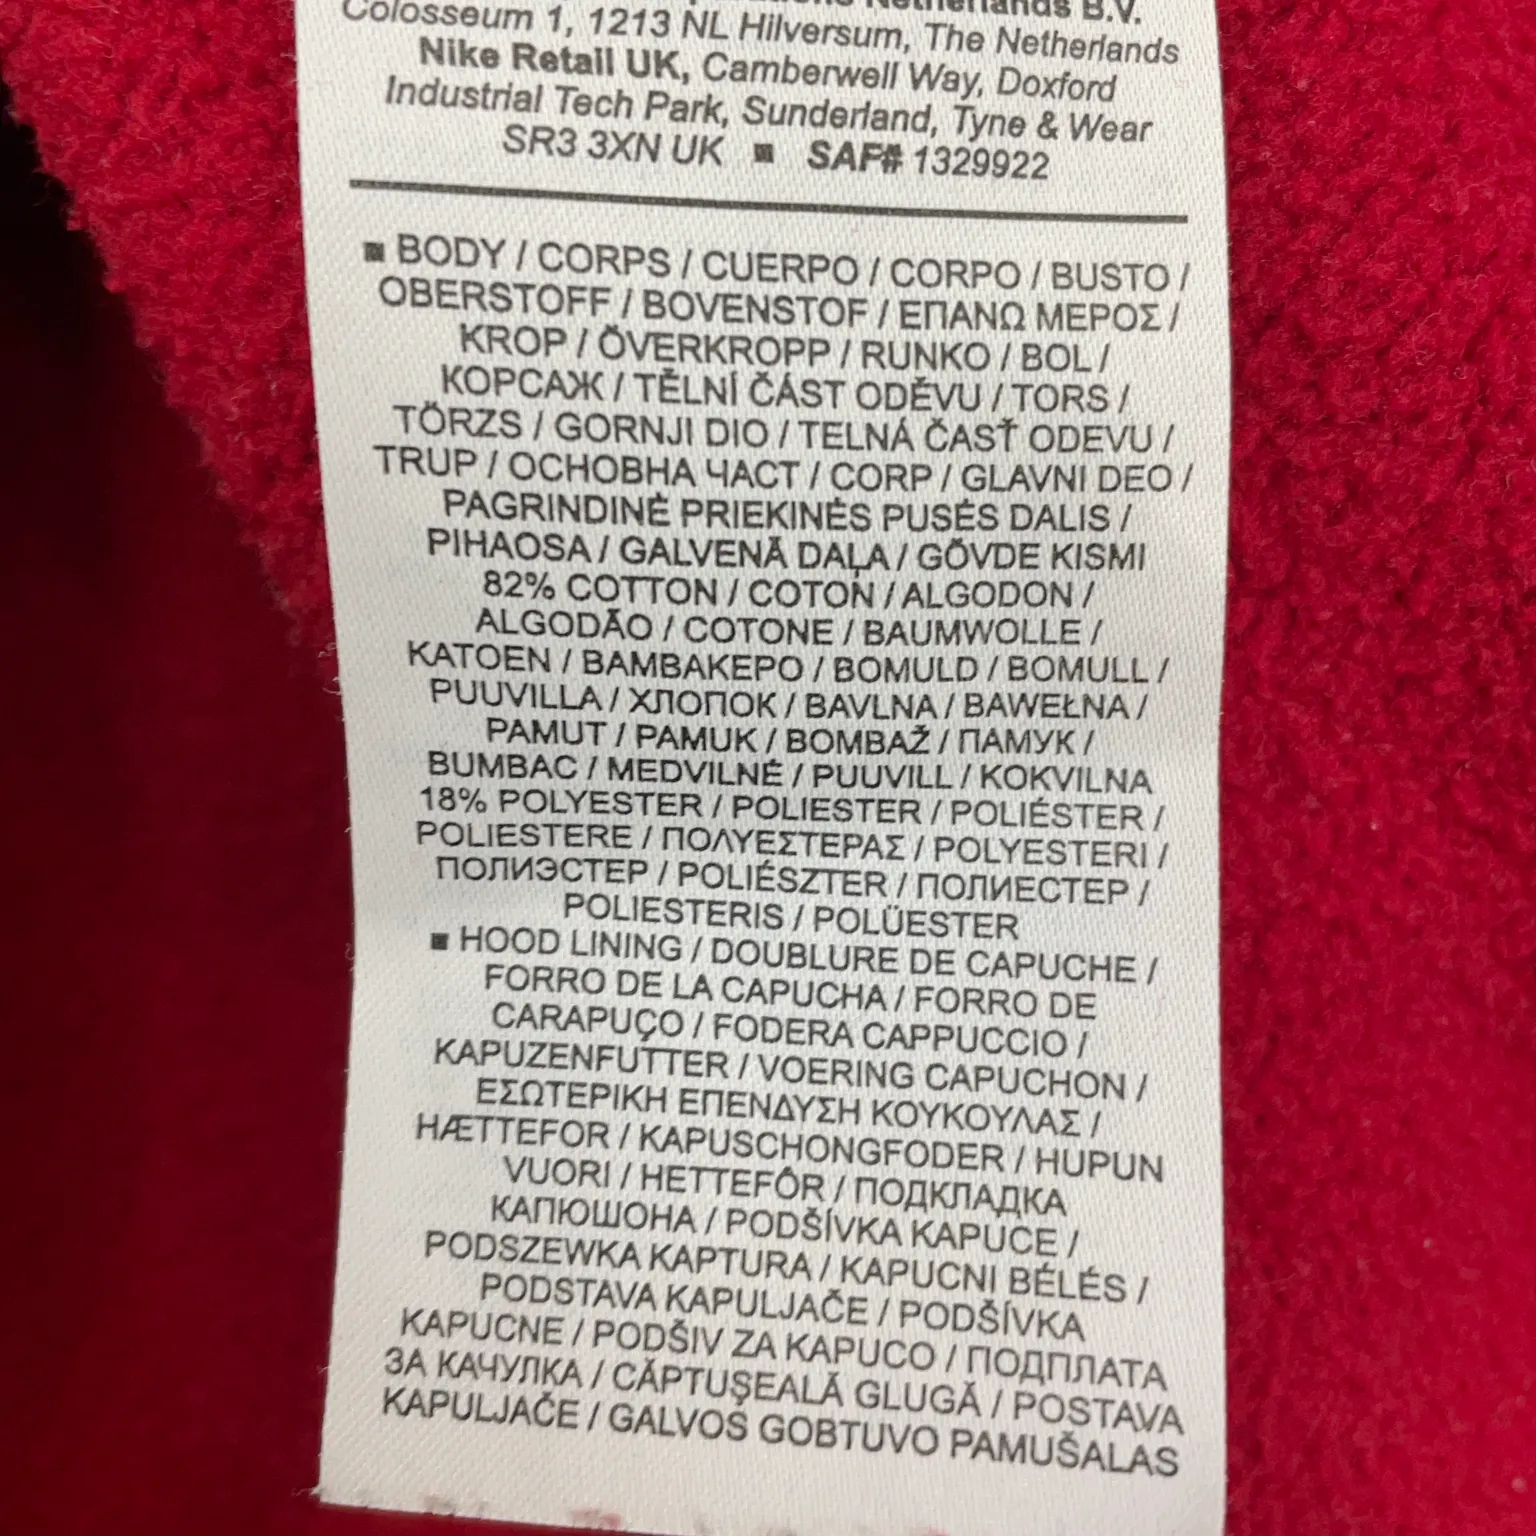 Netherlands B.V.
Colosseum 1, 1213 NL Hilversum, The Netherlands
Nike Retail UK, Camberwell Way, Doxford
Industrial Tech Park, Sunderland, Tyne & Wear
SR3 3XN UK ■ SAF# 1329922
■ BODY / CORPS / CUERPO / CORPO / BUSTO /
OBERSTOFF / BOVENSTOF / ΕΠΑΝΩ ΜΕΡΟΣ /
KROP / ÖVERKROPP / RUNKO / BOL /
КОРСАЖ / TĚLNÍ ČÁST ODĚVU / TORS /
TÖRZS / GORNJI DIO / TELNÁ ČASŤ ODEVU /
TRUP / ОСНОВНА ЧАСТ / CORP / GLAVNI DEO /
PAGRINDINĖ PRIEKINĖS PUSĖS DALIS /
PIHAOSA / GALVENĀ DAĻA / GÖVDE KISMI
82% COTTON / COTON / ALGODON /
ALGODÃO / COTONE / BAUMWOLLE /
KATOEN / ΒΑΜΒΑΚΕΡΟ / BOMULD / BOMULL /
PUUVILLA / ХЛОПОК / BAVLNA / BAWEŁNA /
PAMUT / PAMUK / BOMBAŽ / ПАМУК /
BUMBAC / MEDVILNĖ / PUUVILL / KOKVILNA
18% POLYESTER / POLIESTER / POLIÉSTER /
POLIESTERE / ΠΟΛΥΕΣΤΕΡΑΣ / POLYESTERI /
ПОЛИЭСТЕР / POLIÉSZTER / ПОЛИЕСТЕР /
POLIESTERIS / POLÜESTER
■ HOOD LINING / DOUBLURE DE CAPUCHE /
FORRO DE LA CAPUCHA / FORRO DE
CARAPUÇO / FODERA CAPPUCCIO /
KAPUZENFUTTER / VOERING CAPUCHON /
ΕΣΩΤΕΡΙΚΗ ΕΠΕΝΔΥΣΗ ΚΟΥΚΟΥΛΑΣ /
HÆTTEFOR / KAPUSCHONGFODER / HUPUN
VUORI / HETTEFÔR / ПОДКЛАДКА
КАПЮШОНА / PODŠÍVKA KAPUCE /
PODSZEWKA KAPTURA / KAPUCNI BÉLÉS /
PODSTAVA KAPULJAČE / PODŠÍVKA
KAPUCNE / PODŠIV ZA KAPUCO / ПОДПЛАТА
ЗА КАЧУЛКА / CĂPTUŞEALĂ GLUGĂ / POSTAVA
KAPULJAČE / GALVOS GOBTUVO PAMUŠALAS